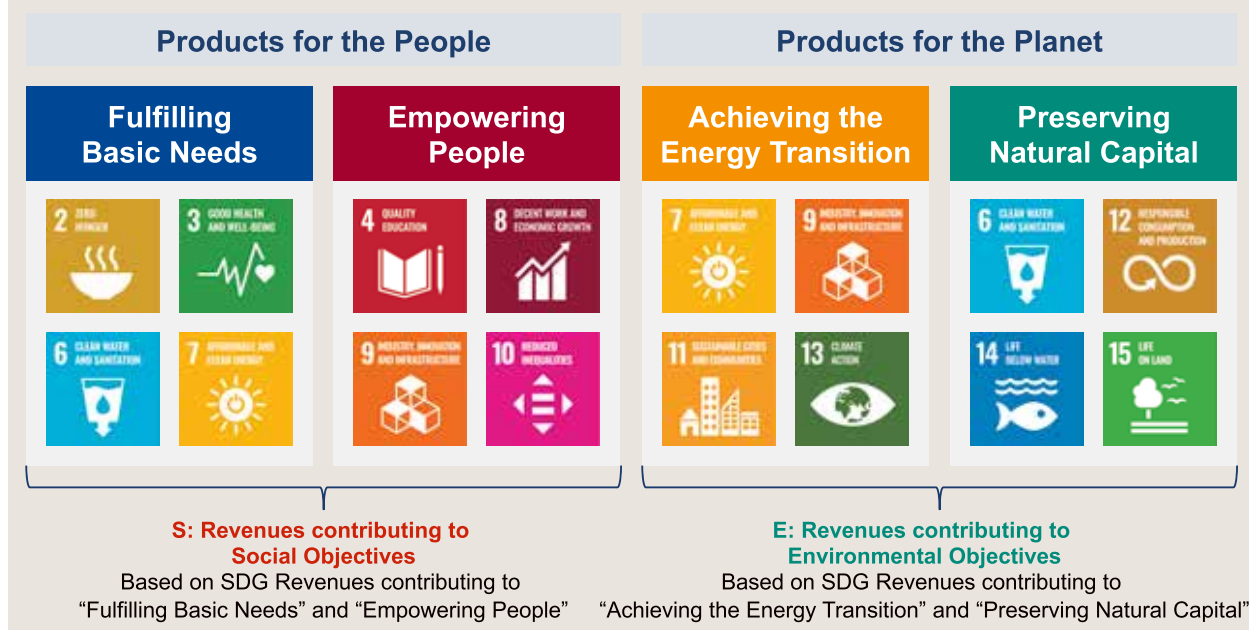 Products for the People
Products for the Planet
Fulfilling
Basic Needs
Empowering
People
Achieving the
Energy Transition
Preserving
Natural Capital
2 ZERO
HUNGER
3 GOOD HEALTH
AND WELL-BEING
4 QUALITY
EDUCATION
8 DECENT WORK AND
ECONOMIC GROWTH
7 AFFORDABLE AND
CLEAN ENERGY
9 INDUSTRY, INNOVATION
AND INFRASTRUCTURE
6 CLEAN WATER
AND SANITATION
12 RESPONSIBLE
CONSUMPTION
AND PRODUCTION
6 CLEAN WATER
AND SANITATION
7 AFFORDABLE AND
CLEAN ENERGY
9 INDUSTRY, INNOVATION
AND INFRASTRUCTURE
10 REDUCED
INEQUALITIES
11 SUSTAINABLE CITIES
AND COMMUNITIES
13 CLIMATE
ACTION
14 LIFE
BELOW WATER
15 LIFE
ON LAND
S: Revenues contributing to
Social Objectives
Based on SDG Revenues contributing to
“Fulfilling Basic Needs” and “Empowering People”
E: Revenues contributing to
Environmental Objectives
Based on SDG Revenues contributing to
“Achieving the Energy Transition” and “Preserving Natural Capital”